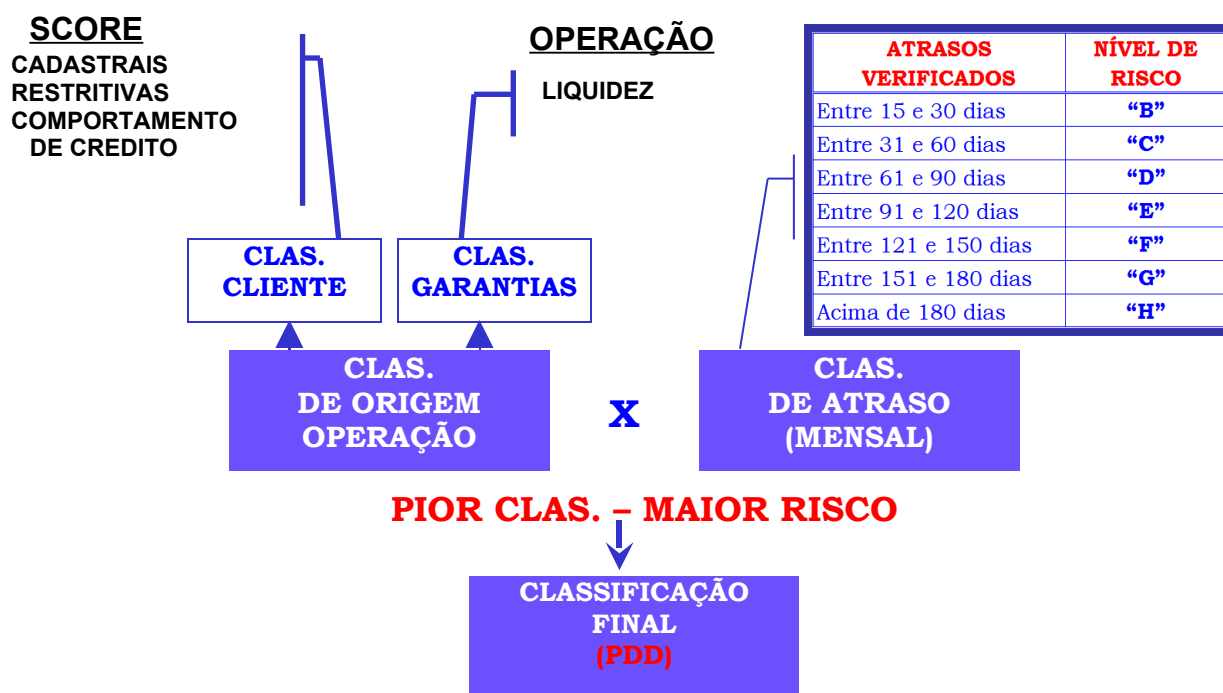 SCORE
CADASTRAIS
RESTRITIVAS
COMPORTAMENTO
DE CREDITO
OPERAÇÃO
LIQUIDEZ
ATRASOS VERIFICADOS NÍVEL DE RISCO
Entre 15 e 30 dias “B”
Entre 31 e 60 dias “C”
Entre 61 e 90 dias “D”
Entre 91 e 120 dias “E”
Entre 121 e 150 dias “F”
Entre 151 e 180 dias “G”
Acima de 180 dias “H”
CLAS.
CLIENTE
CLAS.
GARANTIAS
CLAS.
DE ORIGEM
OPERAÇÃO
x
CLAS.
DE ATRASO
(MENSAL)
PIOR CLAS. – MAIOR RISCO
CLASSIFICAÇÃO
FINAL
(PDD)